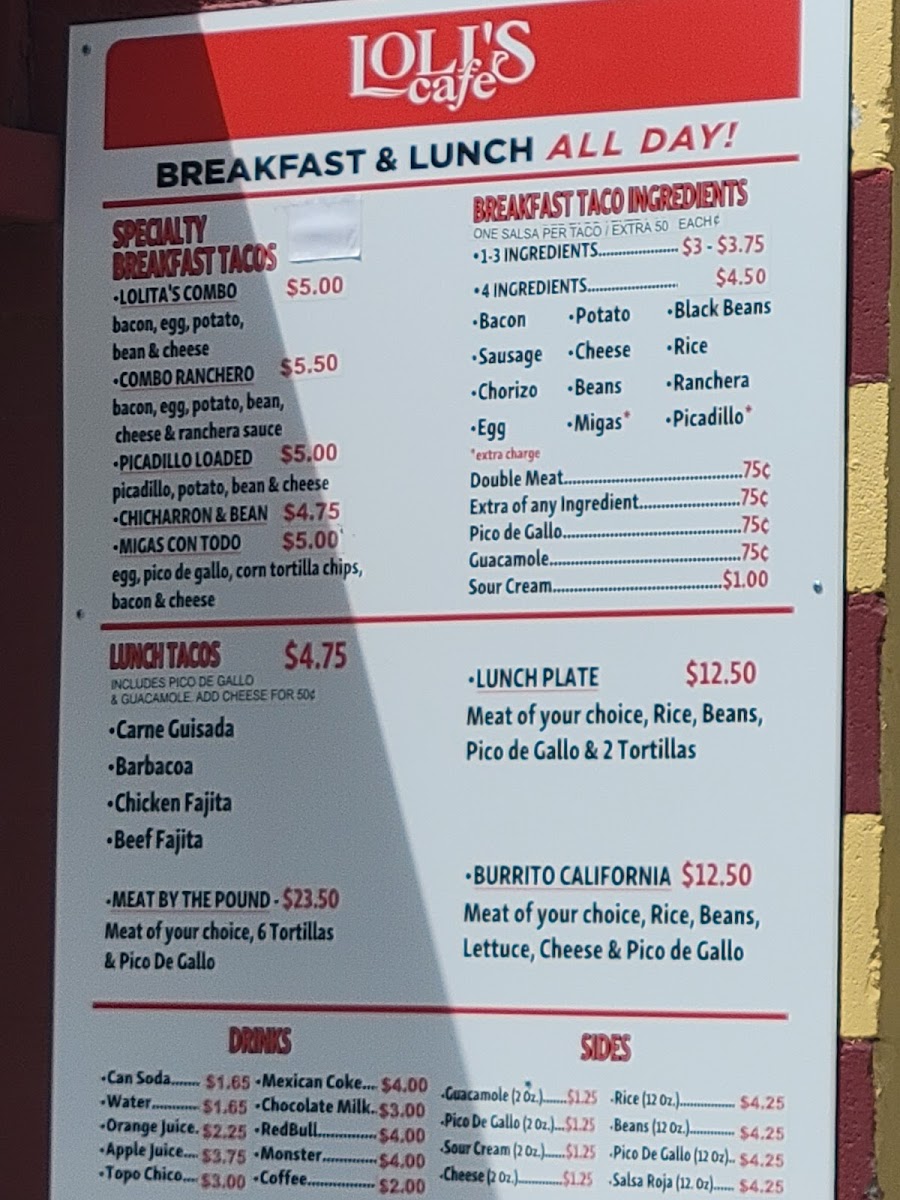 LOLI'S
cafe
BREAKFAST & LUNCH ALL DAY!
SPECIALTY
BREAKFAST TACOS
•LOLITA'S COMBO $5.00
bacon, egg, potato,
bean & cheese
•COMBO RANCHERO $5.50
bacon, egg, potato, bean,
cheese & ranchera sauce
•PICADILLO LOADED $5.00
picadillo, potato, bean & cheese
•CHICHARRON & BEAN $4.75
•MIGAS CON TODO $5.00
egg, pico de gallo, corn tortilla chips,
bacon & cheese
BREAKFAST TACO INGREDIENTS
ONE SALSA PER TACO / EXTRA 50 EACH¢
•1-3 INGREDIENTS.................... $3 - $3.75
•4 INGREDIENTS....................... $4.50
•Bacon •Potato •Black Beans
•Sausage •Cheese •Rice
•Chorizo •Beans •Ranchera
•Egg •Migas* •Picadillo*
*extra charge
Double Meat.......................................75¢
Extra of any Ingredient......................75¢
Pico de Gallo.......................................75¢
Guacamole..........................................75¢
Sour Cream.....................................$1.00
LUNCH TACOS $4.75
INCLUDES PICO DE GALLO
& GUACAMOLE. ADD CHEESE FOR 50¢
•Carne Guisada
•Barbacoa
•Chicken Fajita
•Beef Fajita
•MEAT BY THE POUND - $23.50
Meat of your choice, 6 Tortillas
& Pico De Gallo
•LUNCH PLATE $12.50
Meat of your choice, Rice, Beans,
Pico de Gallo & 2 Tortillas
•BURRITO CALIFORNIA $12.50
Meat of your choice, Rice, Beans,
Lettuce, Cheese & Pico de Gallo
DRINKS
•Can Soda....... $1.65 •Mexican Coke.... $4.00
•Water............ $1.65 •Chocolate Milk.. $3.00
•Orange Juice. $2.25 •RedBull............... $4.00
•Apple Juice.... $3.75 •Monster.............. $4.00
•Topo Chico.... $3.00 •Coffee................. $2.00
SIDES
•Guacamole (2 Oz.)......$1.25 •Rice (12 Oz.)............... $4.25
•Pico De Gallo (2 Oz.)...$1.25 •Beans (12 Oz.)............ $4.25
•Sour Cream (2 Oz.)......$1.25 •Pico De Gallo (12 Oz).. $4.25
•Cheese (2 Oz.)............$1.25 •Salsa Roja (12. Oz)...... $4.25